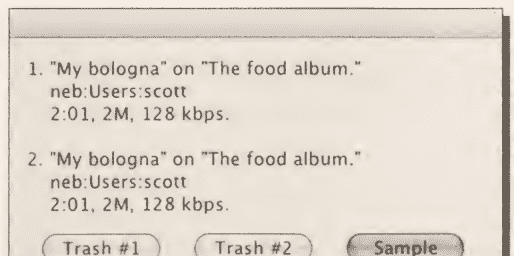 1. "My bologna" on "The food album."
neb:Users:scott
2:01, 2M, 128 kbps.
2. "My bologna" on "The food album."
neb:Users:scott
2:01, 2M, 128 kbps.
Trash #1 Trash #2 Sample